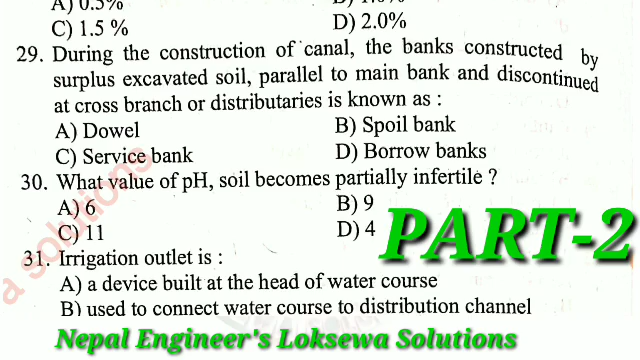 A) 0.5%
C) 1.5 % D) 2.0%
29. During the construction of canal, the banks constructed by
surplus excavated soil, parallel to main bank and discontinued
at cross branch or distributaries is known as :
A) Dowel B) Spoil bank
C) Service bank D) Borrow banks
30. What value of pH, soil becomes partially infertile ?
A) 6 B) 9
C) 11 D) 4
PART-2
31. Irrigation outlet is :
A) a device built at the head of water course
B) used to connect water course to distribution channel
Nepal Engineer's Loksewa Solutions
a solutions